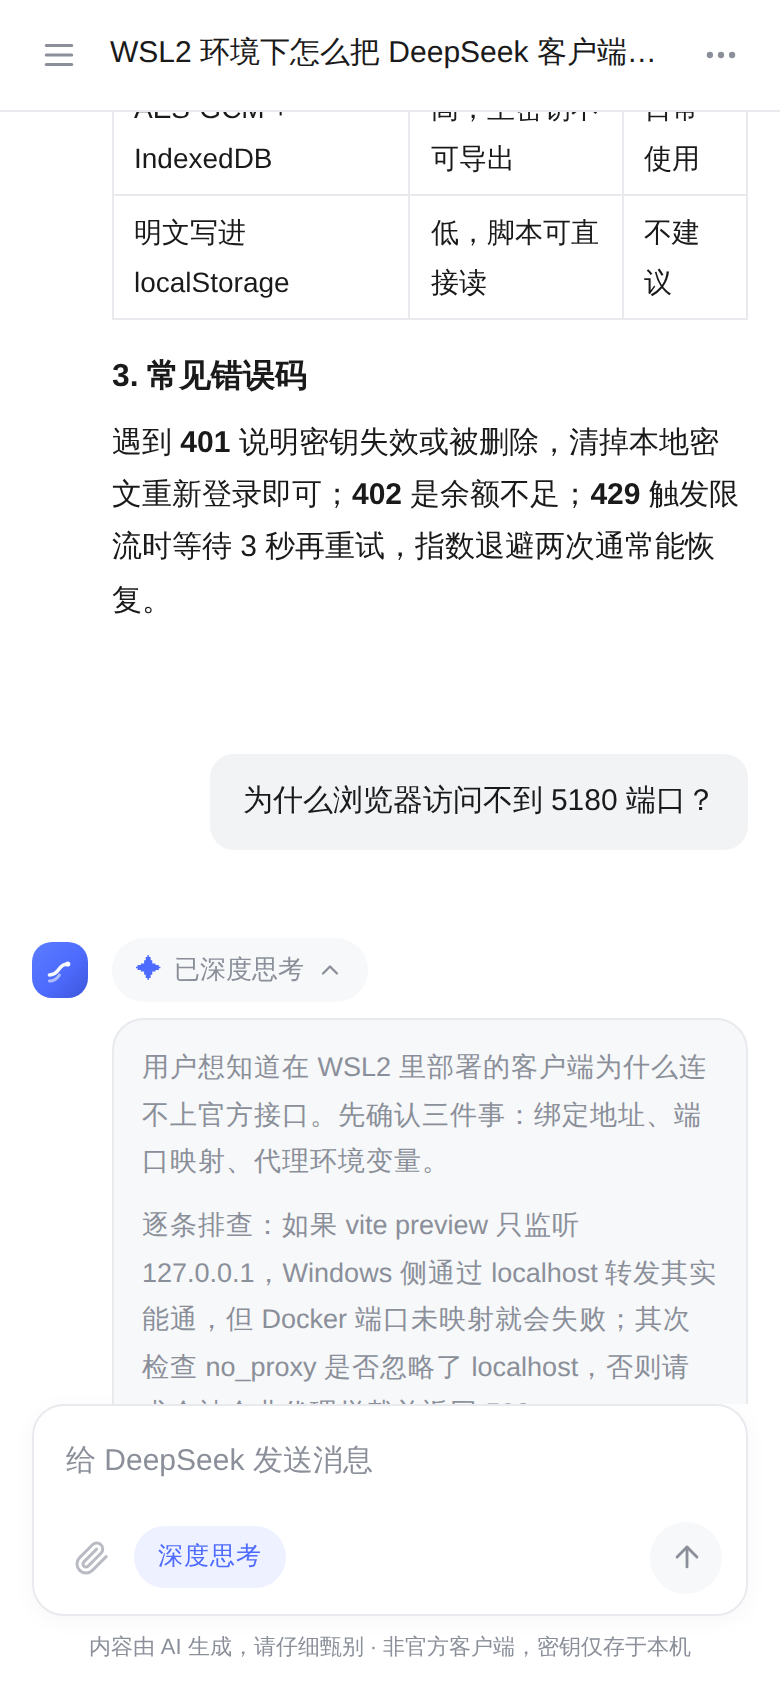 WSL2 环境下怎么把 DeepSeek 客户端…
IndexedDB
可导出
使用
明文写进
localStorage
低，脚本可直
接读
不建
议
3. 常见错误码
遇到 401 说明密钥失效或被删除，清掉本地密
文重新登录即可；402 是余额不足；429 触发限
流时等待 3 秒再重试，指数退避两次通常能恢
复。
为什么浏览器访问不到 5180 端口？
已深度思考
用户想知道在 WSL2 里部署的客户端为什么连
不上官方接口。先确认三件事：绑定地址、端
口映射、代理环境变量。
逐条排查：如果 vite preview 只监听
127.0.0.1，Windows 侧通过 localhost 转发其实
能通，但 Docker 端口未映射就会失败；其次
检查 no_proxy 是否忽略了 localhost，否则请
给 DeepSeek 发送消息
深度思考
内容由 AI 生成，请仔细甄别 · 非官方客户端，密钥仅存于本机